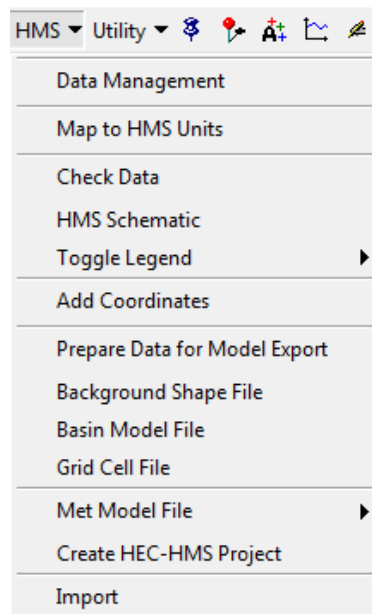 HMS Utility
Data Management
Map to HMS Units
Check Data
HMS Schematic
Toggle Legend
Add Coordinates
Prepare Data for Model Export
Background Shape File
Basin Model File
Grid Cell File
Met Model File
Create HEC-HMS Project
Import